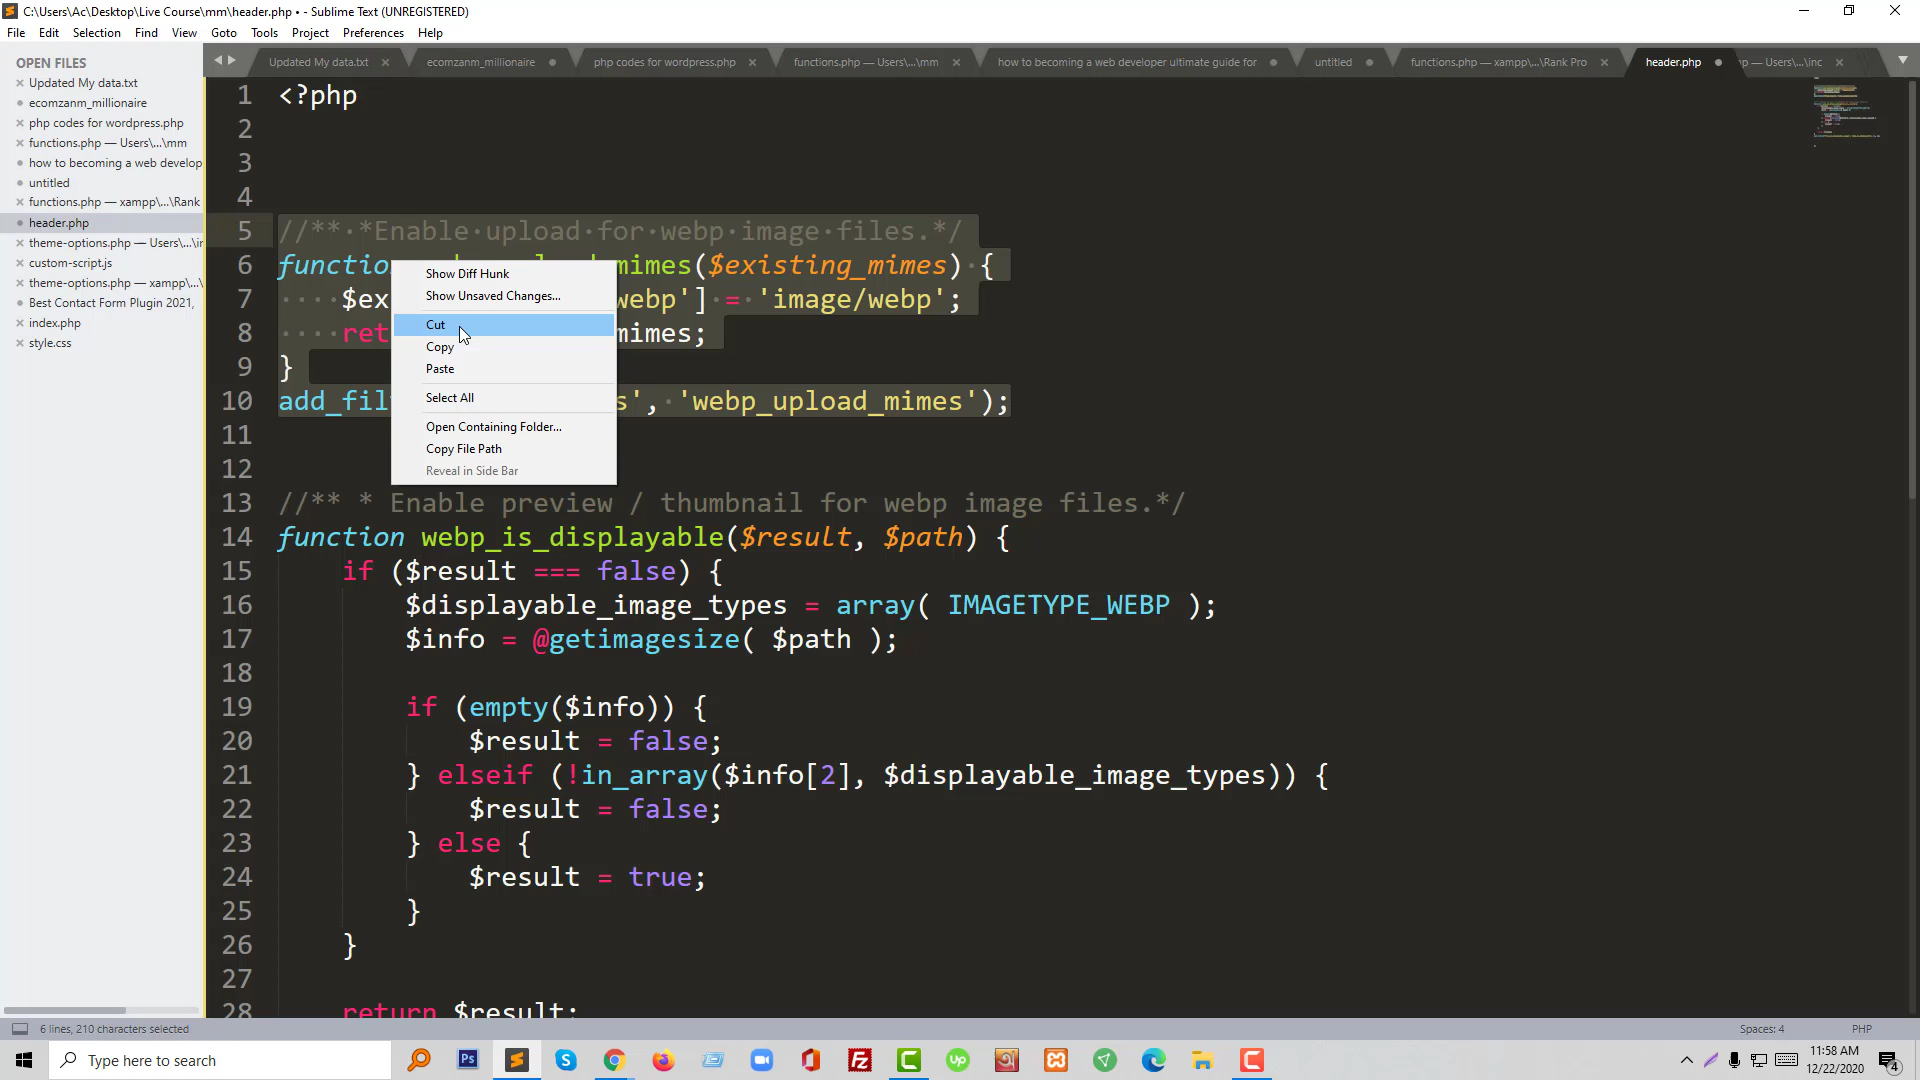 C:\Users\Ac\Desktop\Live Course\mm\header.php • - Sublime Text (UNREGISTERED)
File Edit Selection Find View Goto Tools Project Preferences Help
OPEN FILES
Updated My data.txt
ecomzanm_millionaire
php codes for wordpress.php
functions.php — Users\...\mm
how to becoming a web develop
untitled
functions.php — xampp\...\Rank
header.php
theme-options.php — Users\...\ir
custom-script.js
theme-options.php — xampp\...\
Best Contact Form Plugin 2021,
index.php
style.css
Updated My data.txt ecomzanm_millionaire php codes for wordpress.php functions.php — Users\...\mm how to becoming a web developer ultimate guide for untitled functions.php — xampp\...\Rank Pro header.php p — Users\...\inc
1 <?php
2
3
4
5 //** *Enable upload for webp image files.*/
6 functio mimes($existing_mimes) {
7 $ex webp'] = 'image/webp';
8 ret mimes;
9 }
10 add_fil s', 'webp_upload_mimes');
11
12
13 //** * Enable preview / thumbnail for webp image files.*/
14 function webp_is_displayable($result, $path) {
15 if ($result === false) {
16 $displayable_image_types = array( IMAGETYPE_WEBP );
17 $info = @getimagesize( $path );
18
19 if (empty($info)) {
20 $result = false;
21 } elseif (!in_array($info[2], $displayable_image_types)) {
22 $result = false;
23 } else {
24 $result = true;
25 }
26 }
27
28 return $result;
Show Diff Hunk
Show Unsaved Changes...
Cut
Copy
Paste
Select All
Open Containing Folder...
Copy File Path
Reveal in Side Bar
6 lines, 210 characters selected
Spaces: 4 PHP
Type here to search
Ps
Up
Fz
11:58 AM
12/22/2020
4